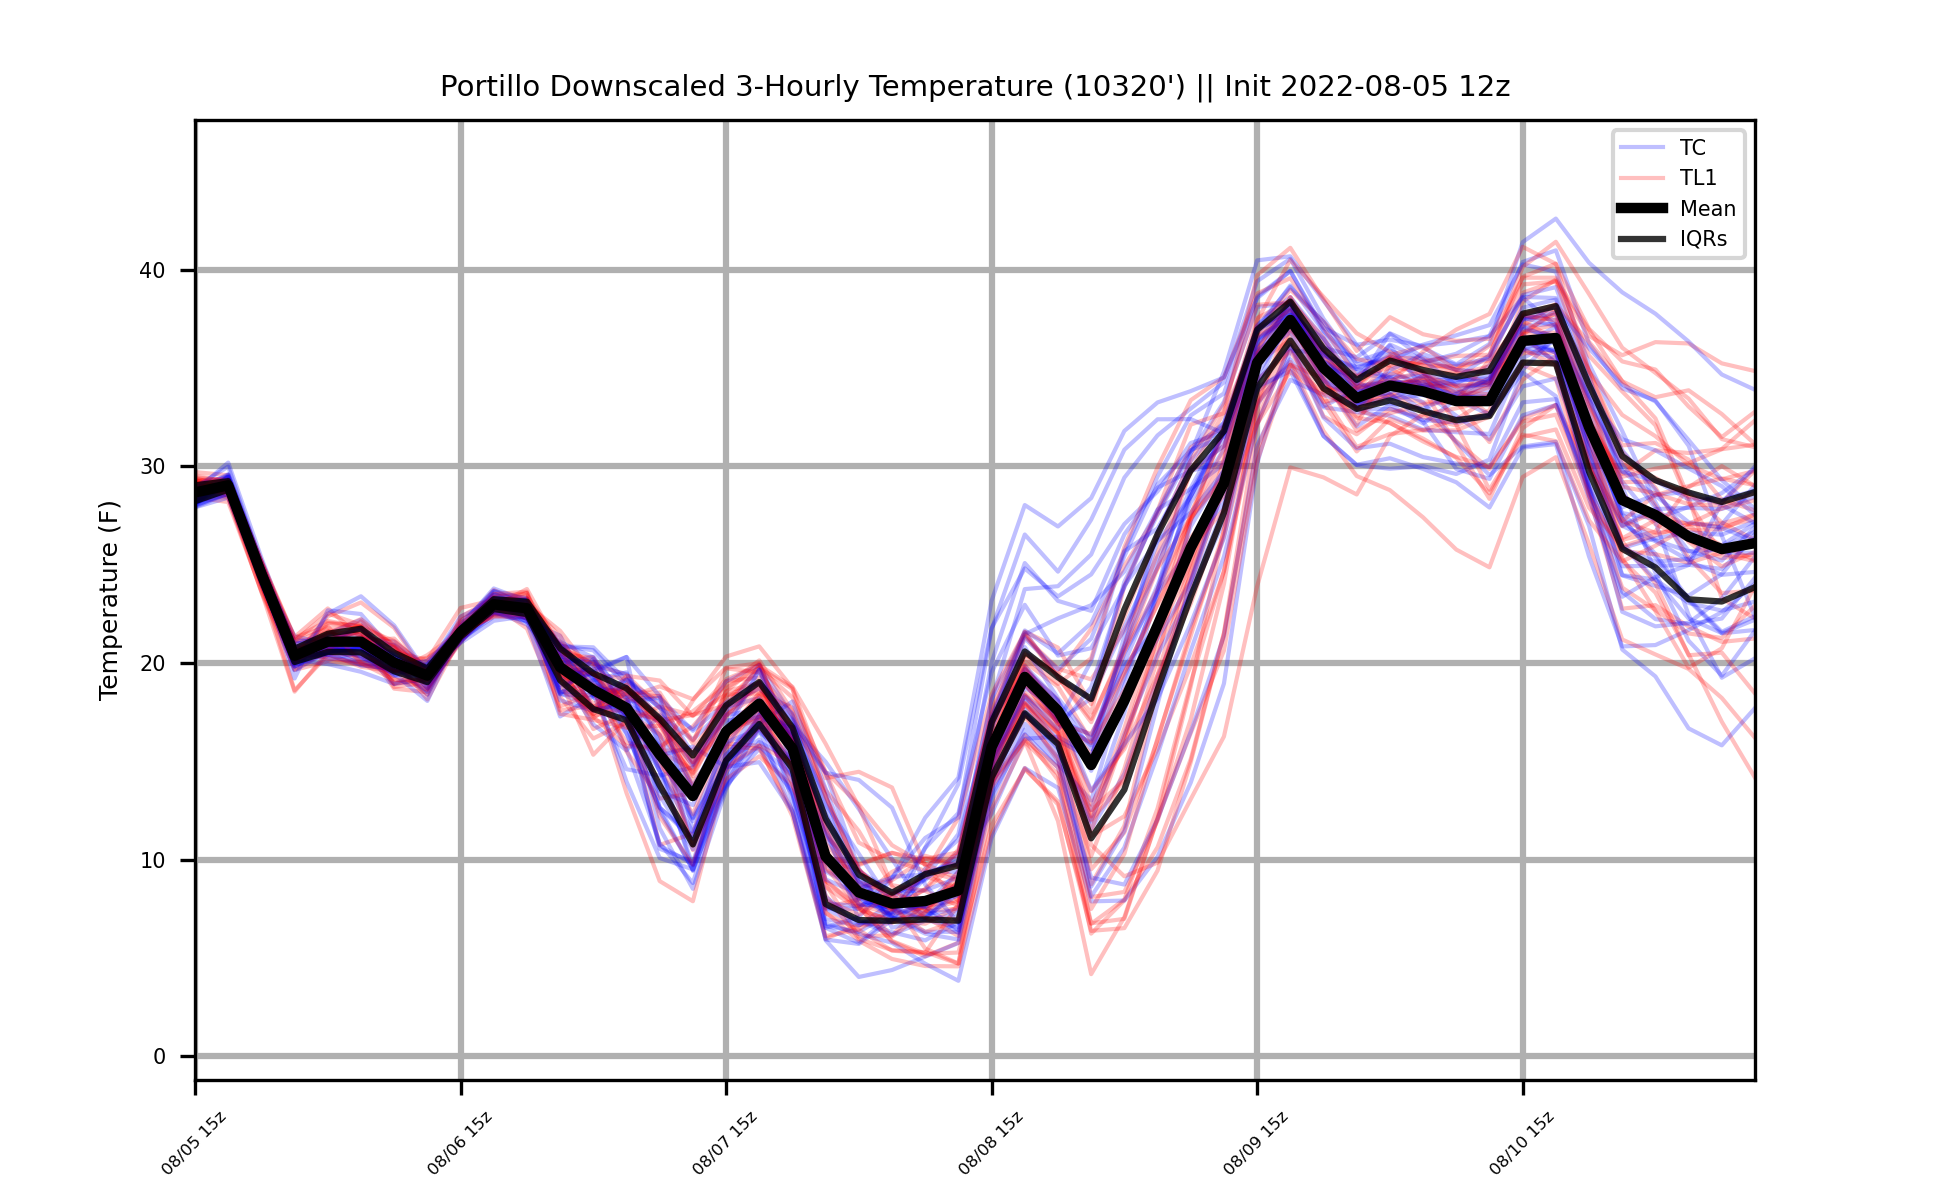 Portillo Downscaled 3-Hourly Temperature (10320') || Init 2022-08-05 12z
TC
TL1
Mean
IQRs
Temperature (F)
40
30
20
10
0
08/05 15z
08/06 15z
08/07 15z
08/08 15z
08/09 15z
08/10 15z